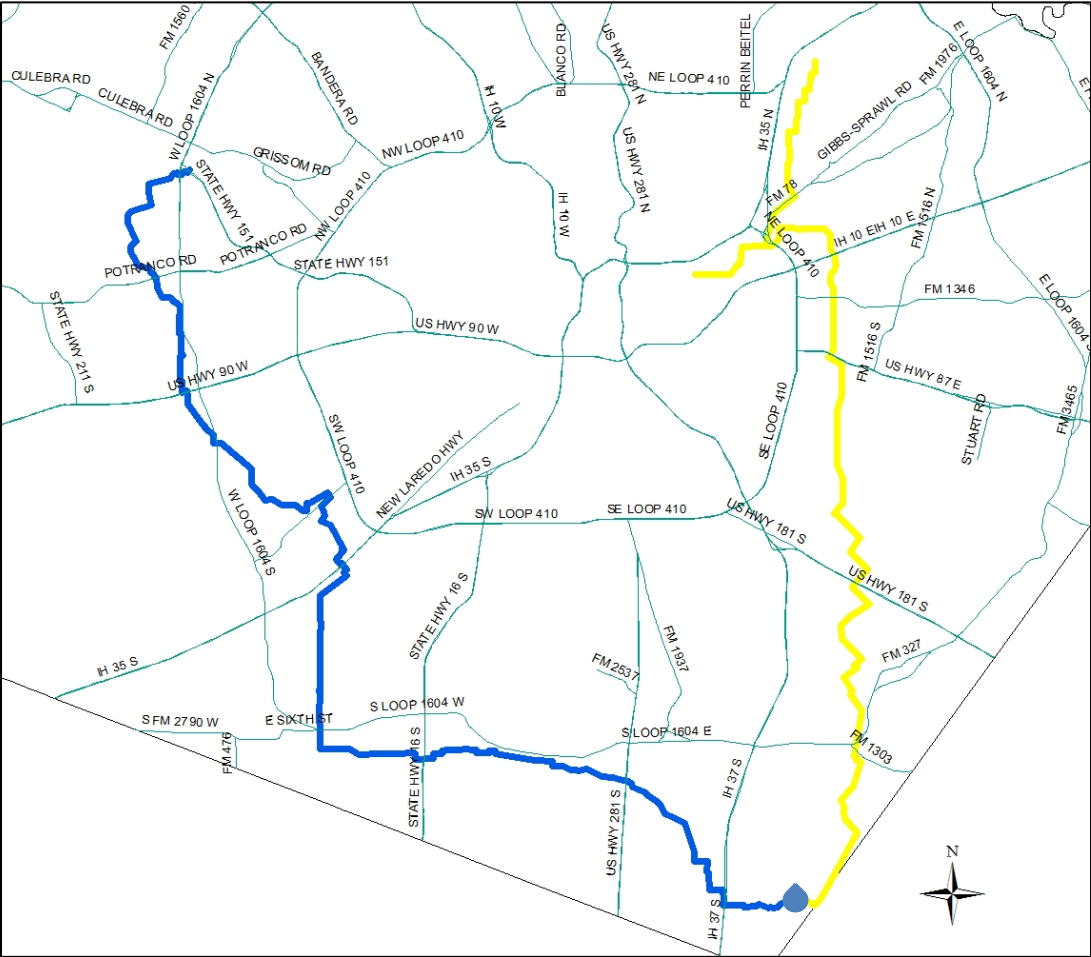 FM 1560
CULEBRA RD
CULEBRA RD
W LOOP 1604 N
BANDERA RD
GRISSOM RD
NW LOOP 410
IH 10 W
BLANCO RD
US HWY 281 N
NE LOOP 410
PERRIN BEITEL
IH 35 N
GIBBS-SPRAWL RD
FM 1976
E LOOP 1604 N
US HWY 281 N
STATE HWY 151
NW LOOP 410
IH 10 W
FM 78
NE LOOP 410
IH 10 E
IH 10 E
FM 1516 N
POTRANCO RD
POTRANCO RD
STATE HWY 151
FM 1346
E LOOP 1604 S
STATE HWY 211 S
US HWY 90 W
US HWY 90 W
FM 1516 S
US HWY 87 E
FM 3465
STUART RD
SE LOOP 410
SW LOOP 410
NEW LAREDO HWY
IH 35 S
SW LOOP 410
SE LOOP 410
US HWY 181 S
W LOOP 1604 S
US HWY 181 S
STATE HWY 16 S
FM 1937
FM 2537
FM 327
IH 35 S
S LOOP 1604 W
S FM 2790 W
E SIXTH ST
FM 476
STATE HWY 16 S
S LOOP 1604 E
FM 1303
IH 37 S
US HWY 281 S
IH 37 S
N